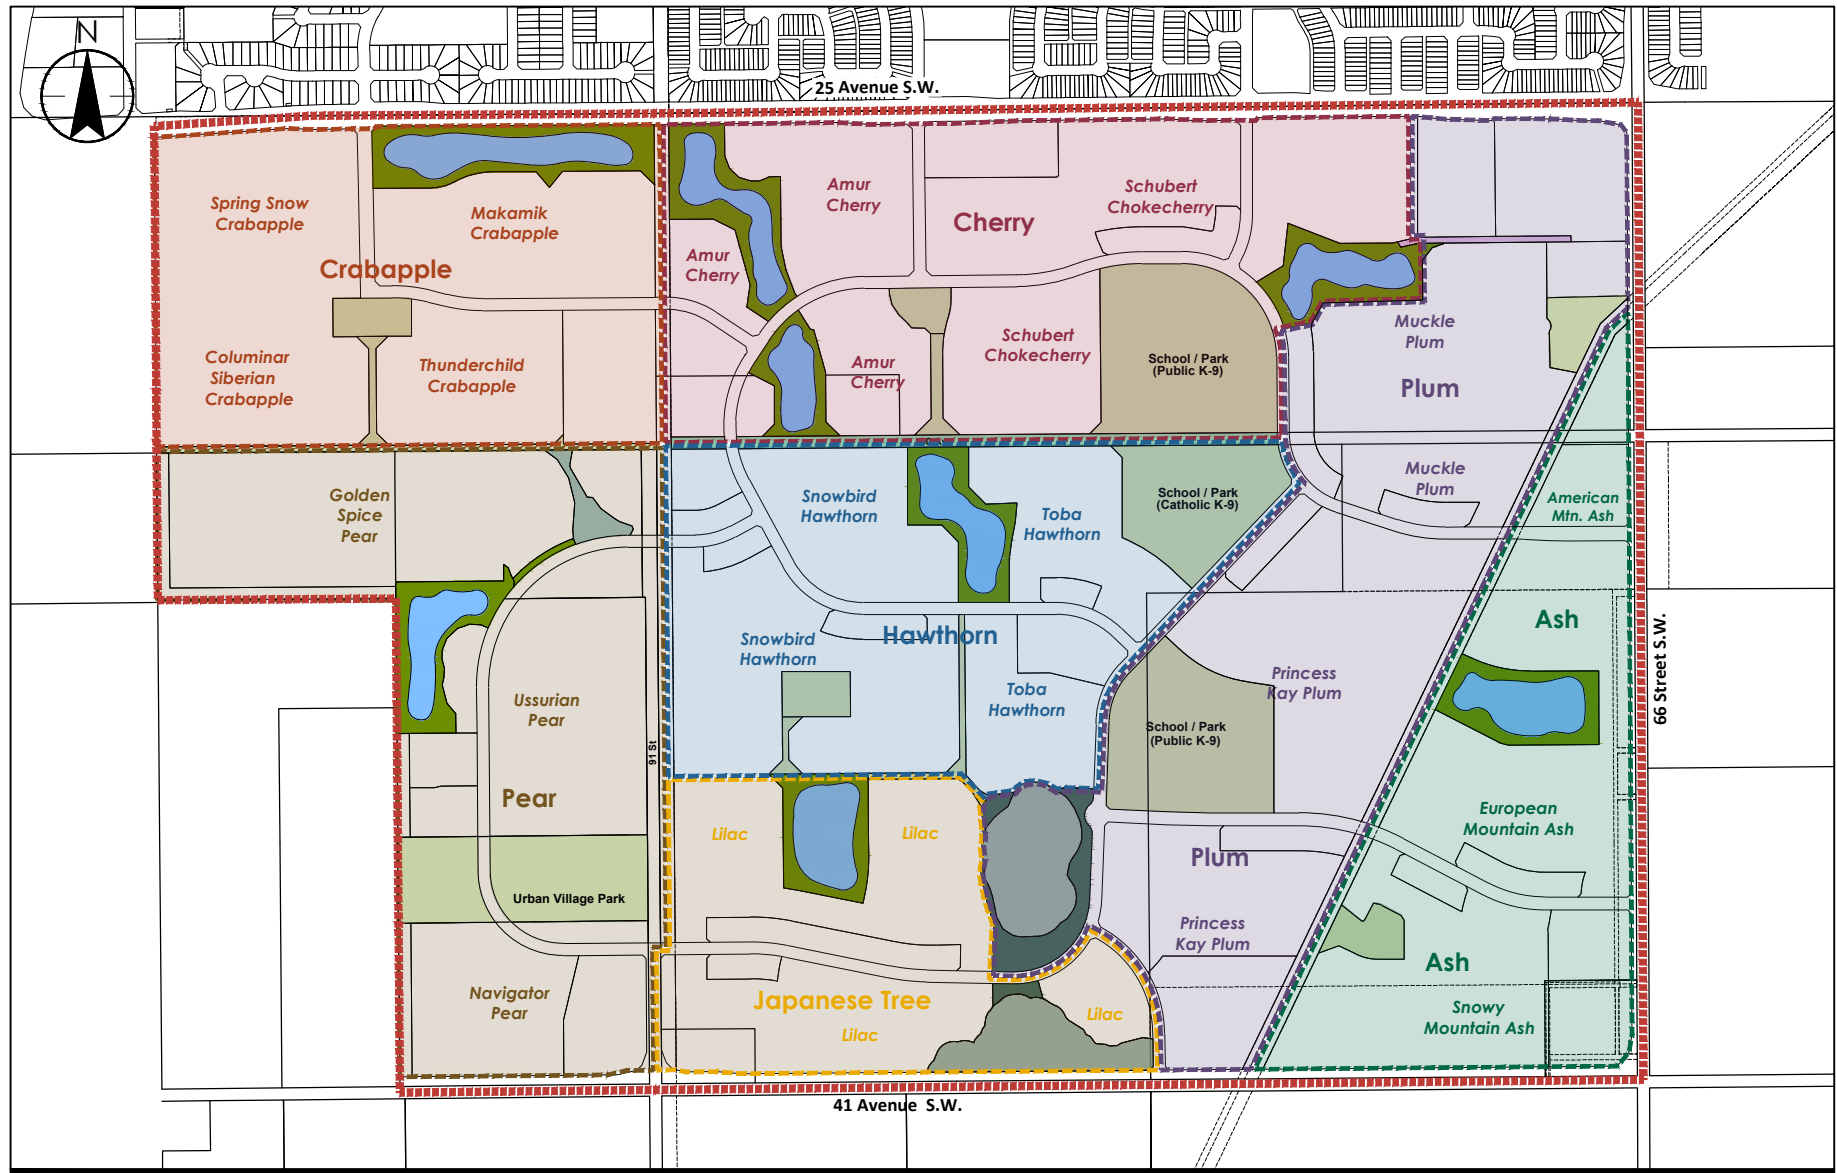 N
25 Avenue S.W.
Spring Snow
Crabapple
Makamik
Crabapple
Crabapple
Columinar
Siberian
Crabapple
Thunderchild
Crabapple
Amur
Cherry
Amur
Cherry
Cherry
Schubert
Chokecherry
Amur
Cherry
Schubert
Chokecherry
School / Park
(Public K-9)
Muckle
Plum
Plum
Golden
Spice
Pear
Snowbird
Hawthorn
Toba
Hawthorn
School / Park
(Catholic K-9)
Muckle
Plum
American
Mtn. Ash
Snowbird
Hawthorn
Hawthorn
Ash
66 Street S.W.
Ussurian
Pear
91 St
Toba
Hawthorn
Princess
Kay Plum
School / Park
(Public K-9)
Pear
Lilac
Lilac
Plum
European
Mountain Ash
Urban Village Park
Princess
Kay Plum
Ash
Navigator
Pear
Japanese Tree
Lilac
Lilac
Snowy
Mountain Ash
41 Avenue S.W.